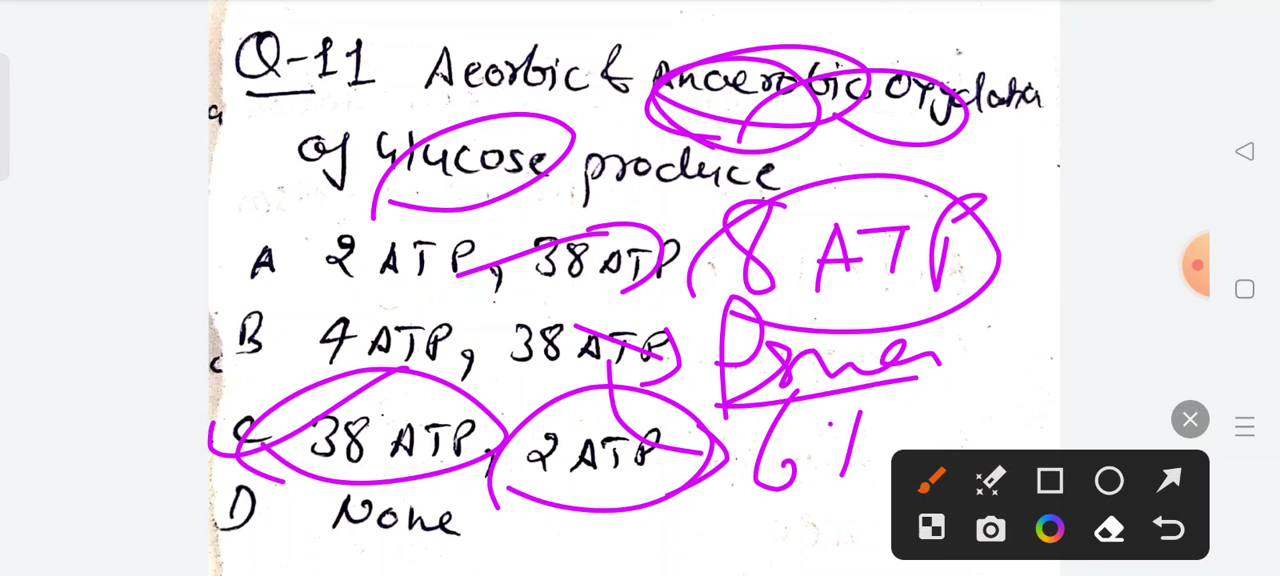 Q-11 Aeorbic & Anaerobic Oxydation
of Glucose produce
A 2 ATP, 38 ATP
8 ATP
B 4 ATP, 38 ATP
C 38 ATP, 2 ATP
D None